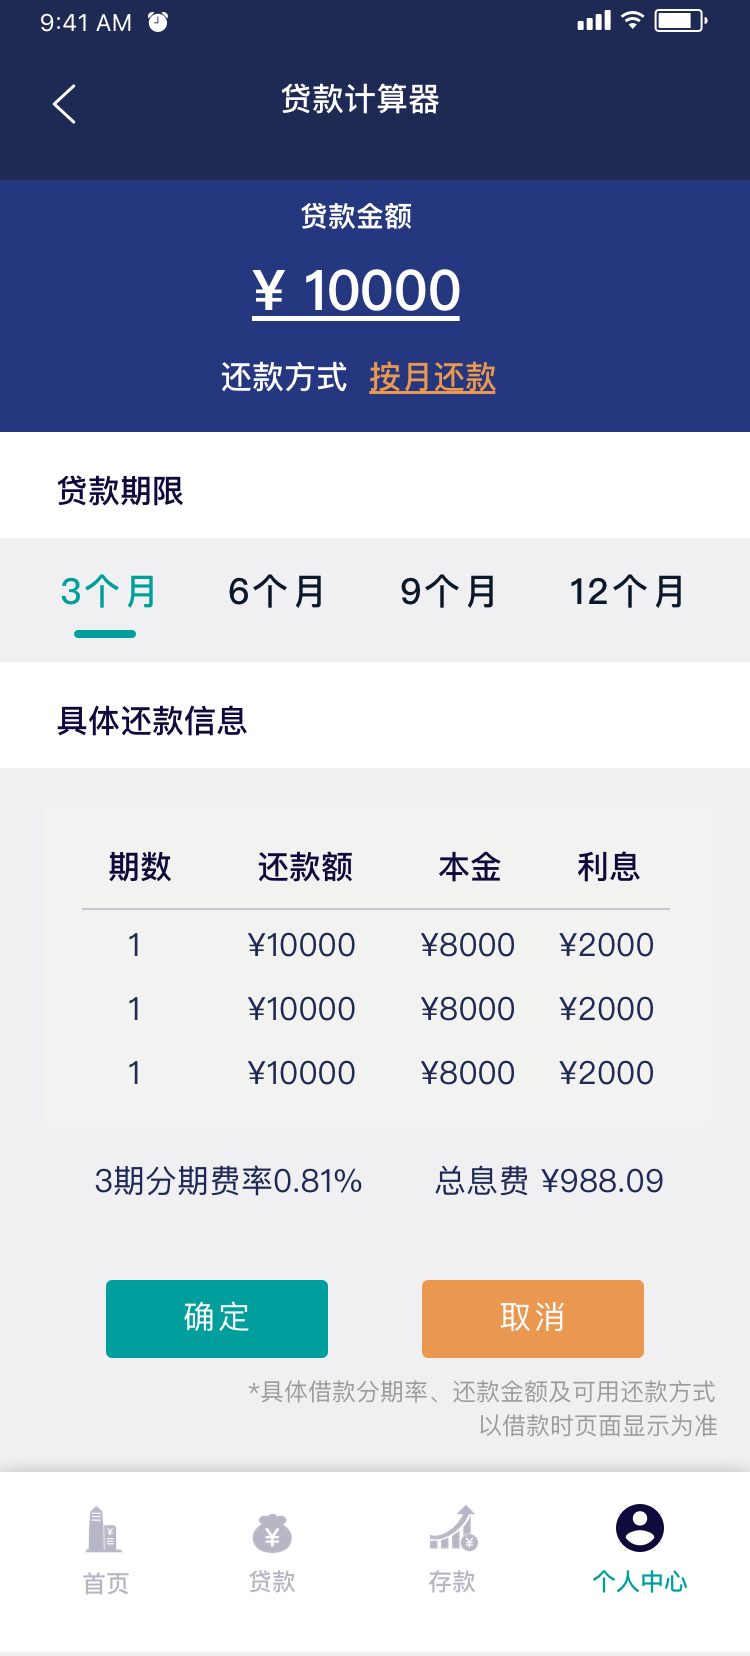 9:41 AM
贷款计算器
贷款金额
¥ 10000
还款方式 按月还款
贷款期限
3个月 6个月 9个月 12个月
具体还款信息
期数 还款额 本金 利息
1 ¥10000 ¥8000 ¥2000
1 ¥10000 ¥8000 ¥2000
1 ¥10000 ¥8000 ¥2000
3期分期费率0.81% 总息费 ¥988.09
确定 取消
*具体借款分期率、还款金额及可用还款方式
以借款时页面显示为准
首页 贷款 存款 个人中心